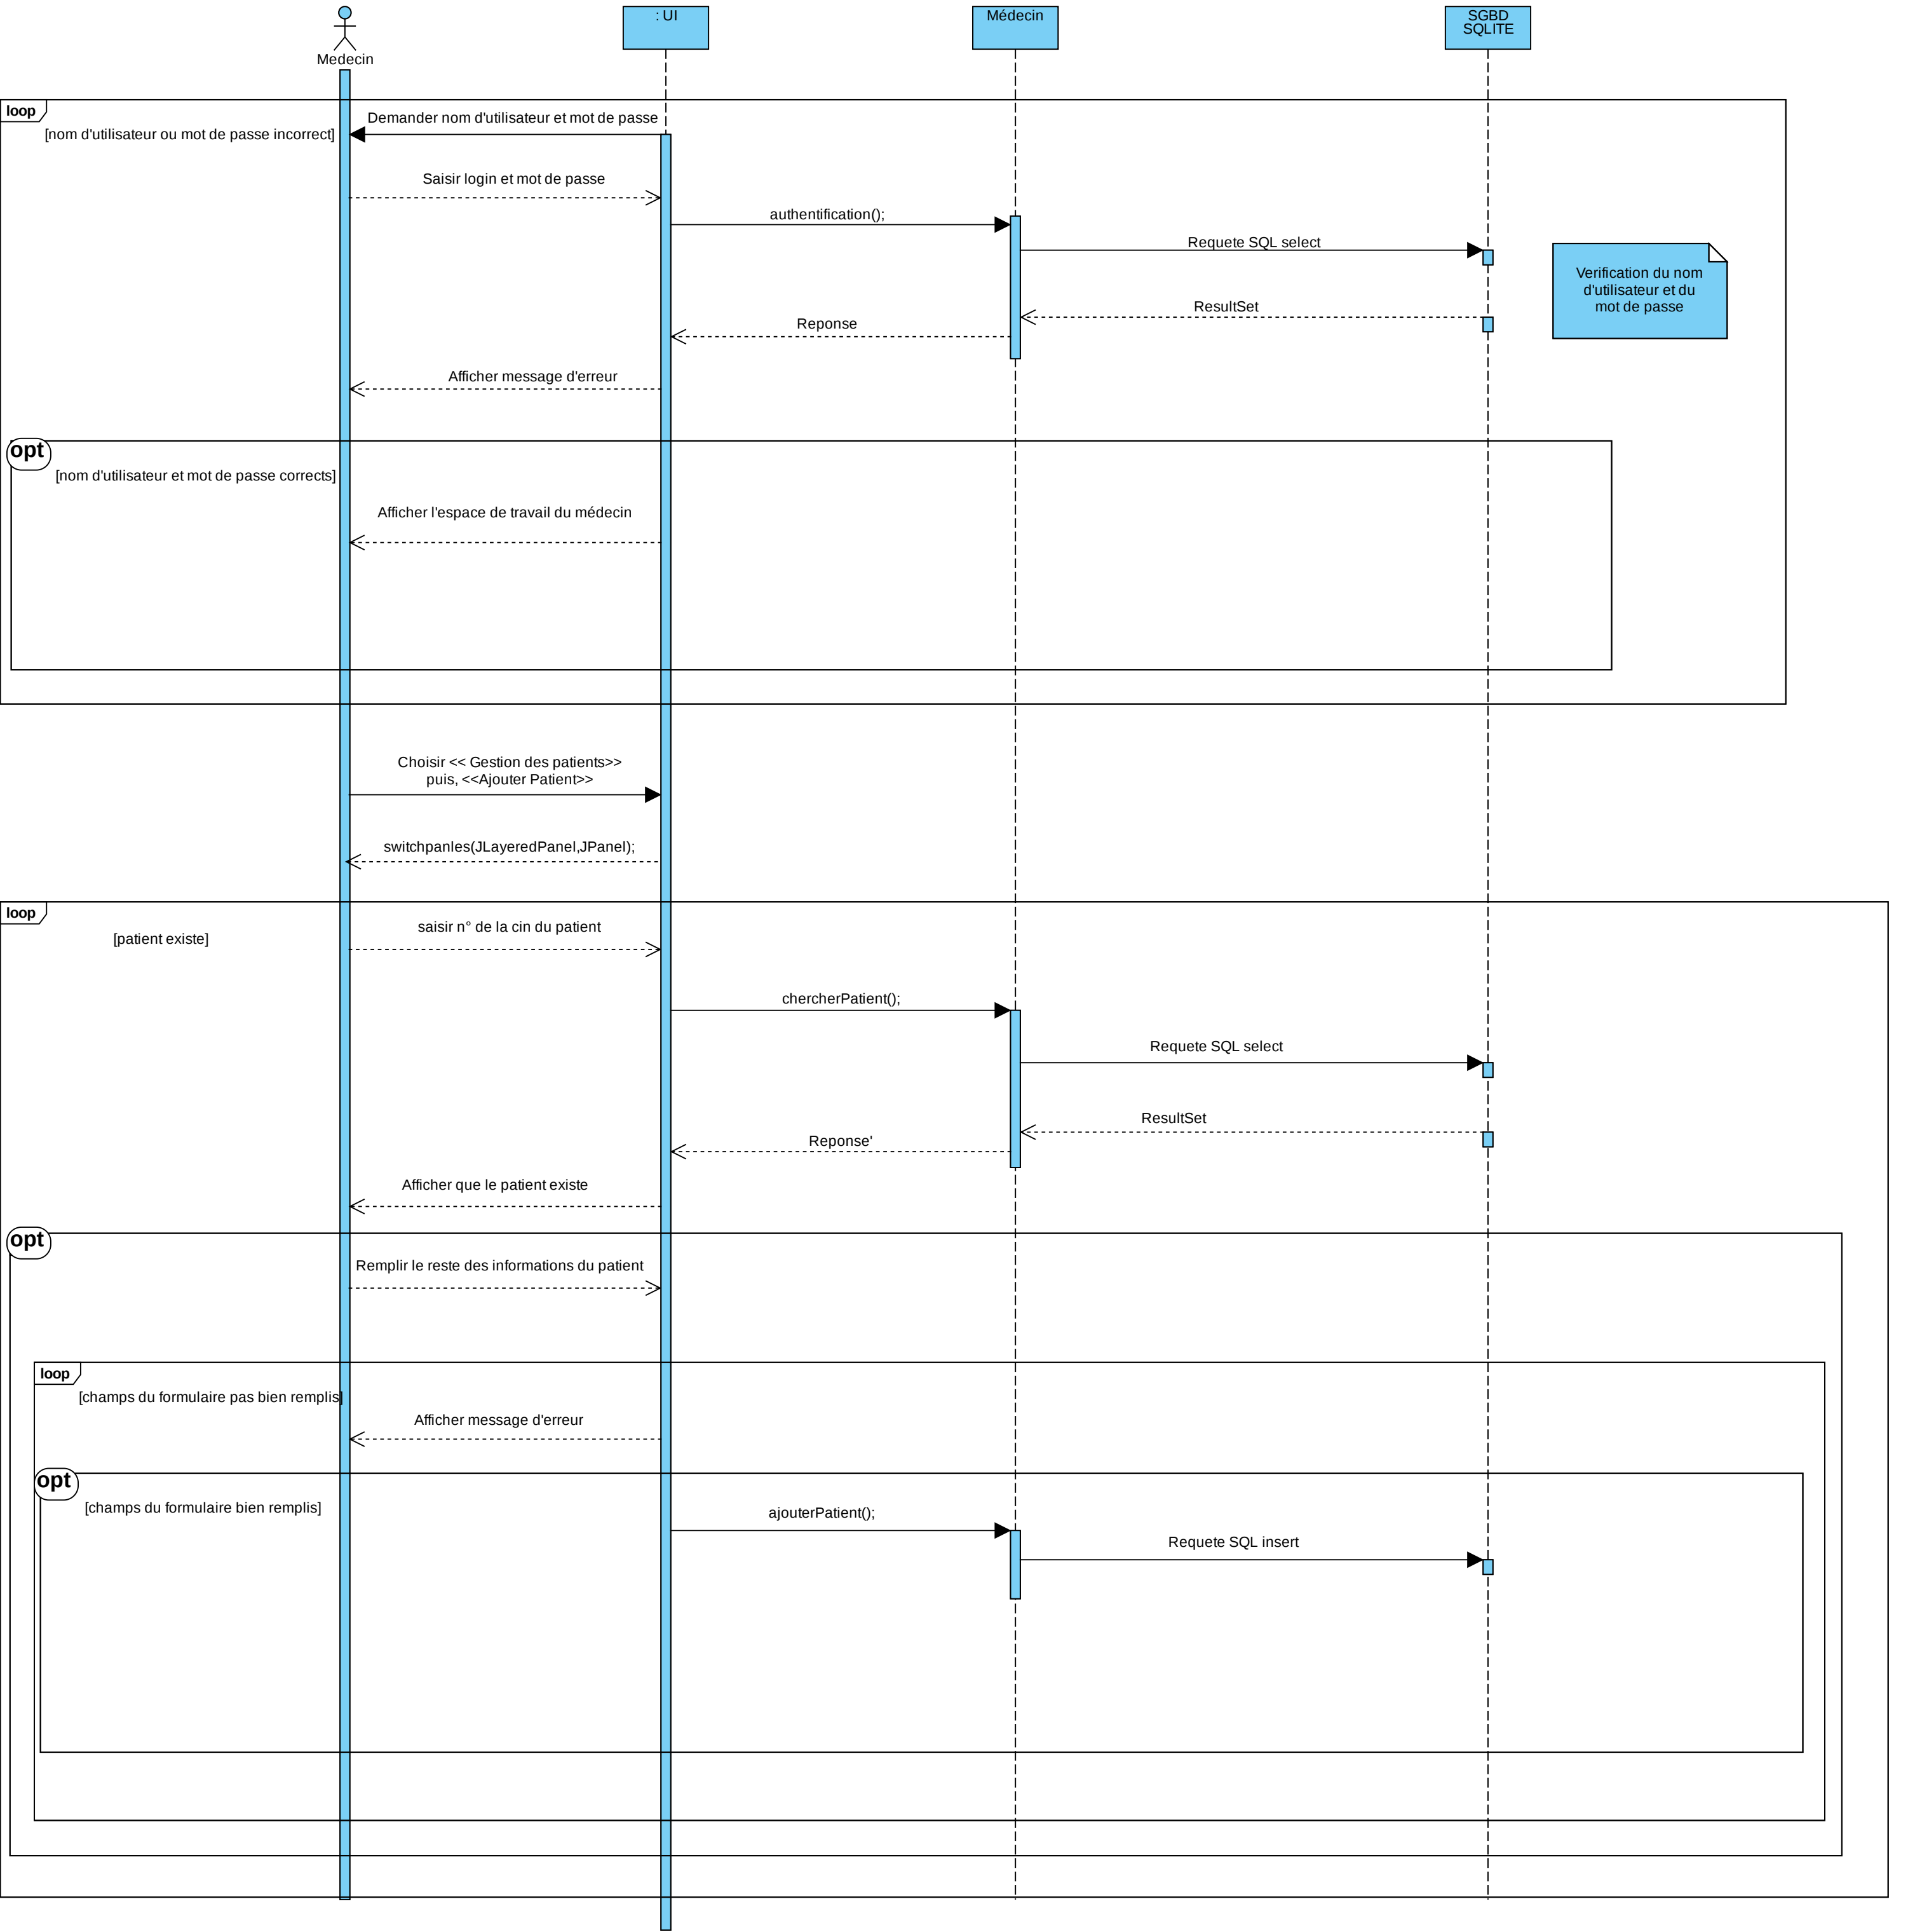 Medecin
: UI
Médecin
SGBD
SQLITE
loop
[nom d'utilisateur ou mot de passe incorrect]
Demander nom d'utilisateur et mot de passe
Saisir login et mot de passe
authentification();
Requete SQL select
Verification du nom
d'utilisateur et du
mot de passe
ResultSet
Reponse
Afficher message d'erreur
opt
[nom d'utilisateur et mot de passe corrects]
Afficher l'espace de travail du médecin
Choisir << Gestion des patients>>
puis, <<Ajouter Patient>>
switchpanles(JLayeredPanel,JPanel);
loop
[patient existe]
saisir n° de la cin du patient
chercherPatient();
Requete SQL select
ResultSet
Reponse'
Afficher que le patient existe
opt
Remplir le reste des informations du patient
loop
[champs du formulaire pas bien remplis]
Afficher message d'erreur
opt
[champs du formulaire bien remplis]
ajouterPatient();
Requete SQL insert